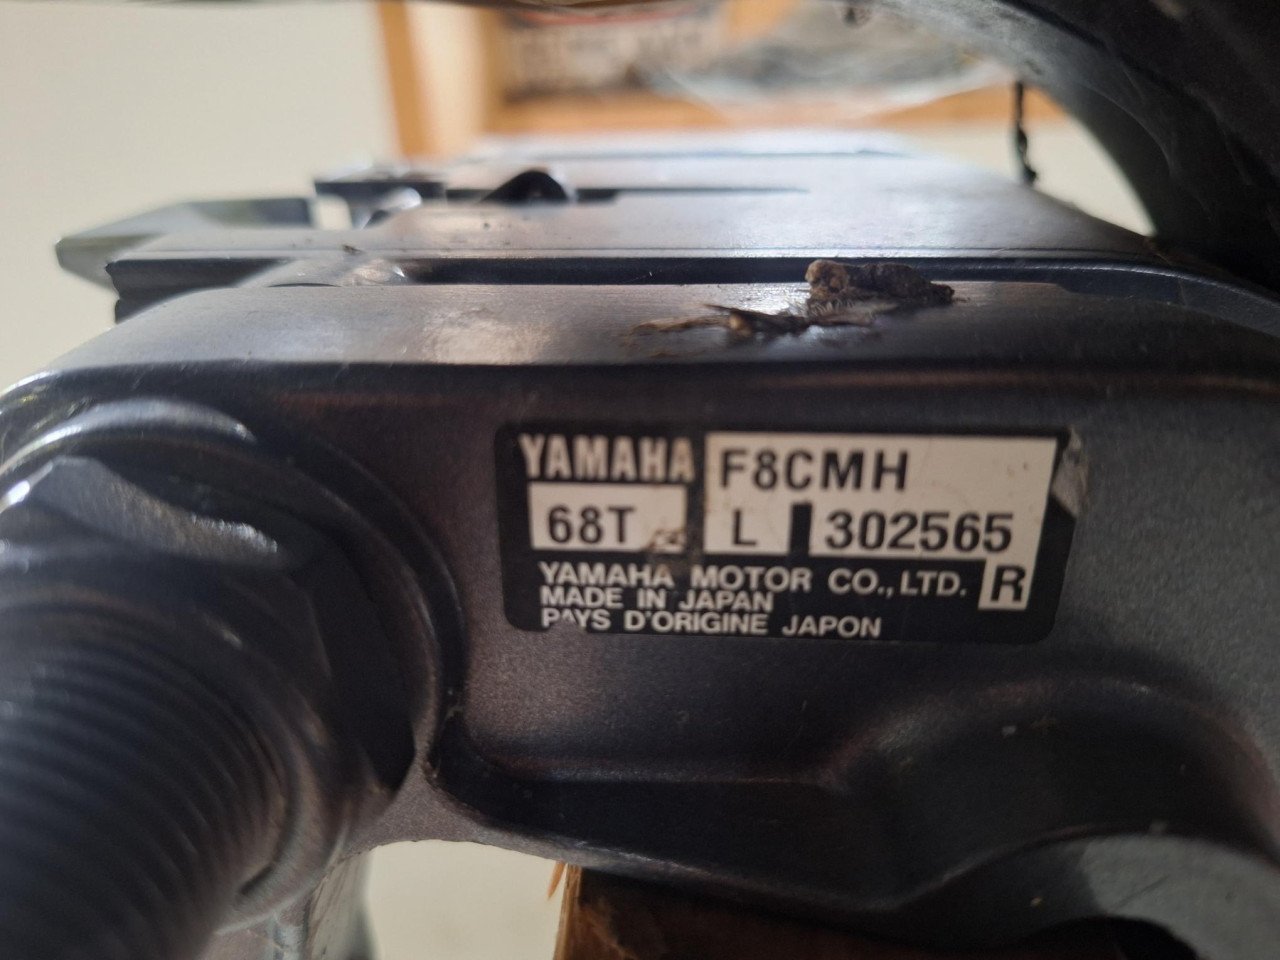 YAMAHA F8CMH
68T L 302565
YAMAHA MOTOR CO., LTD. R
MADE IN JAPAN
PAYS D'ORIGINE JAPON